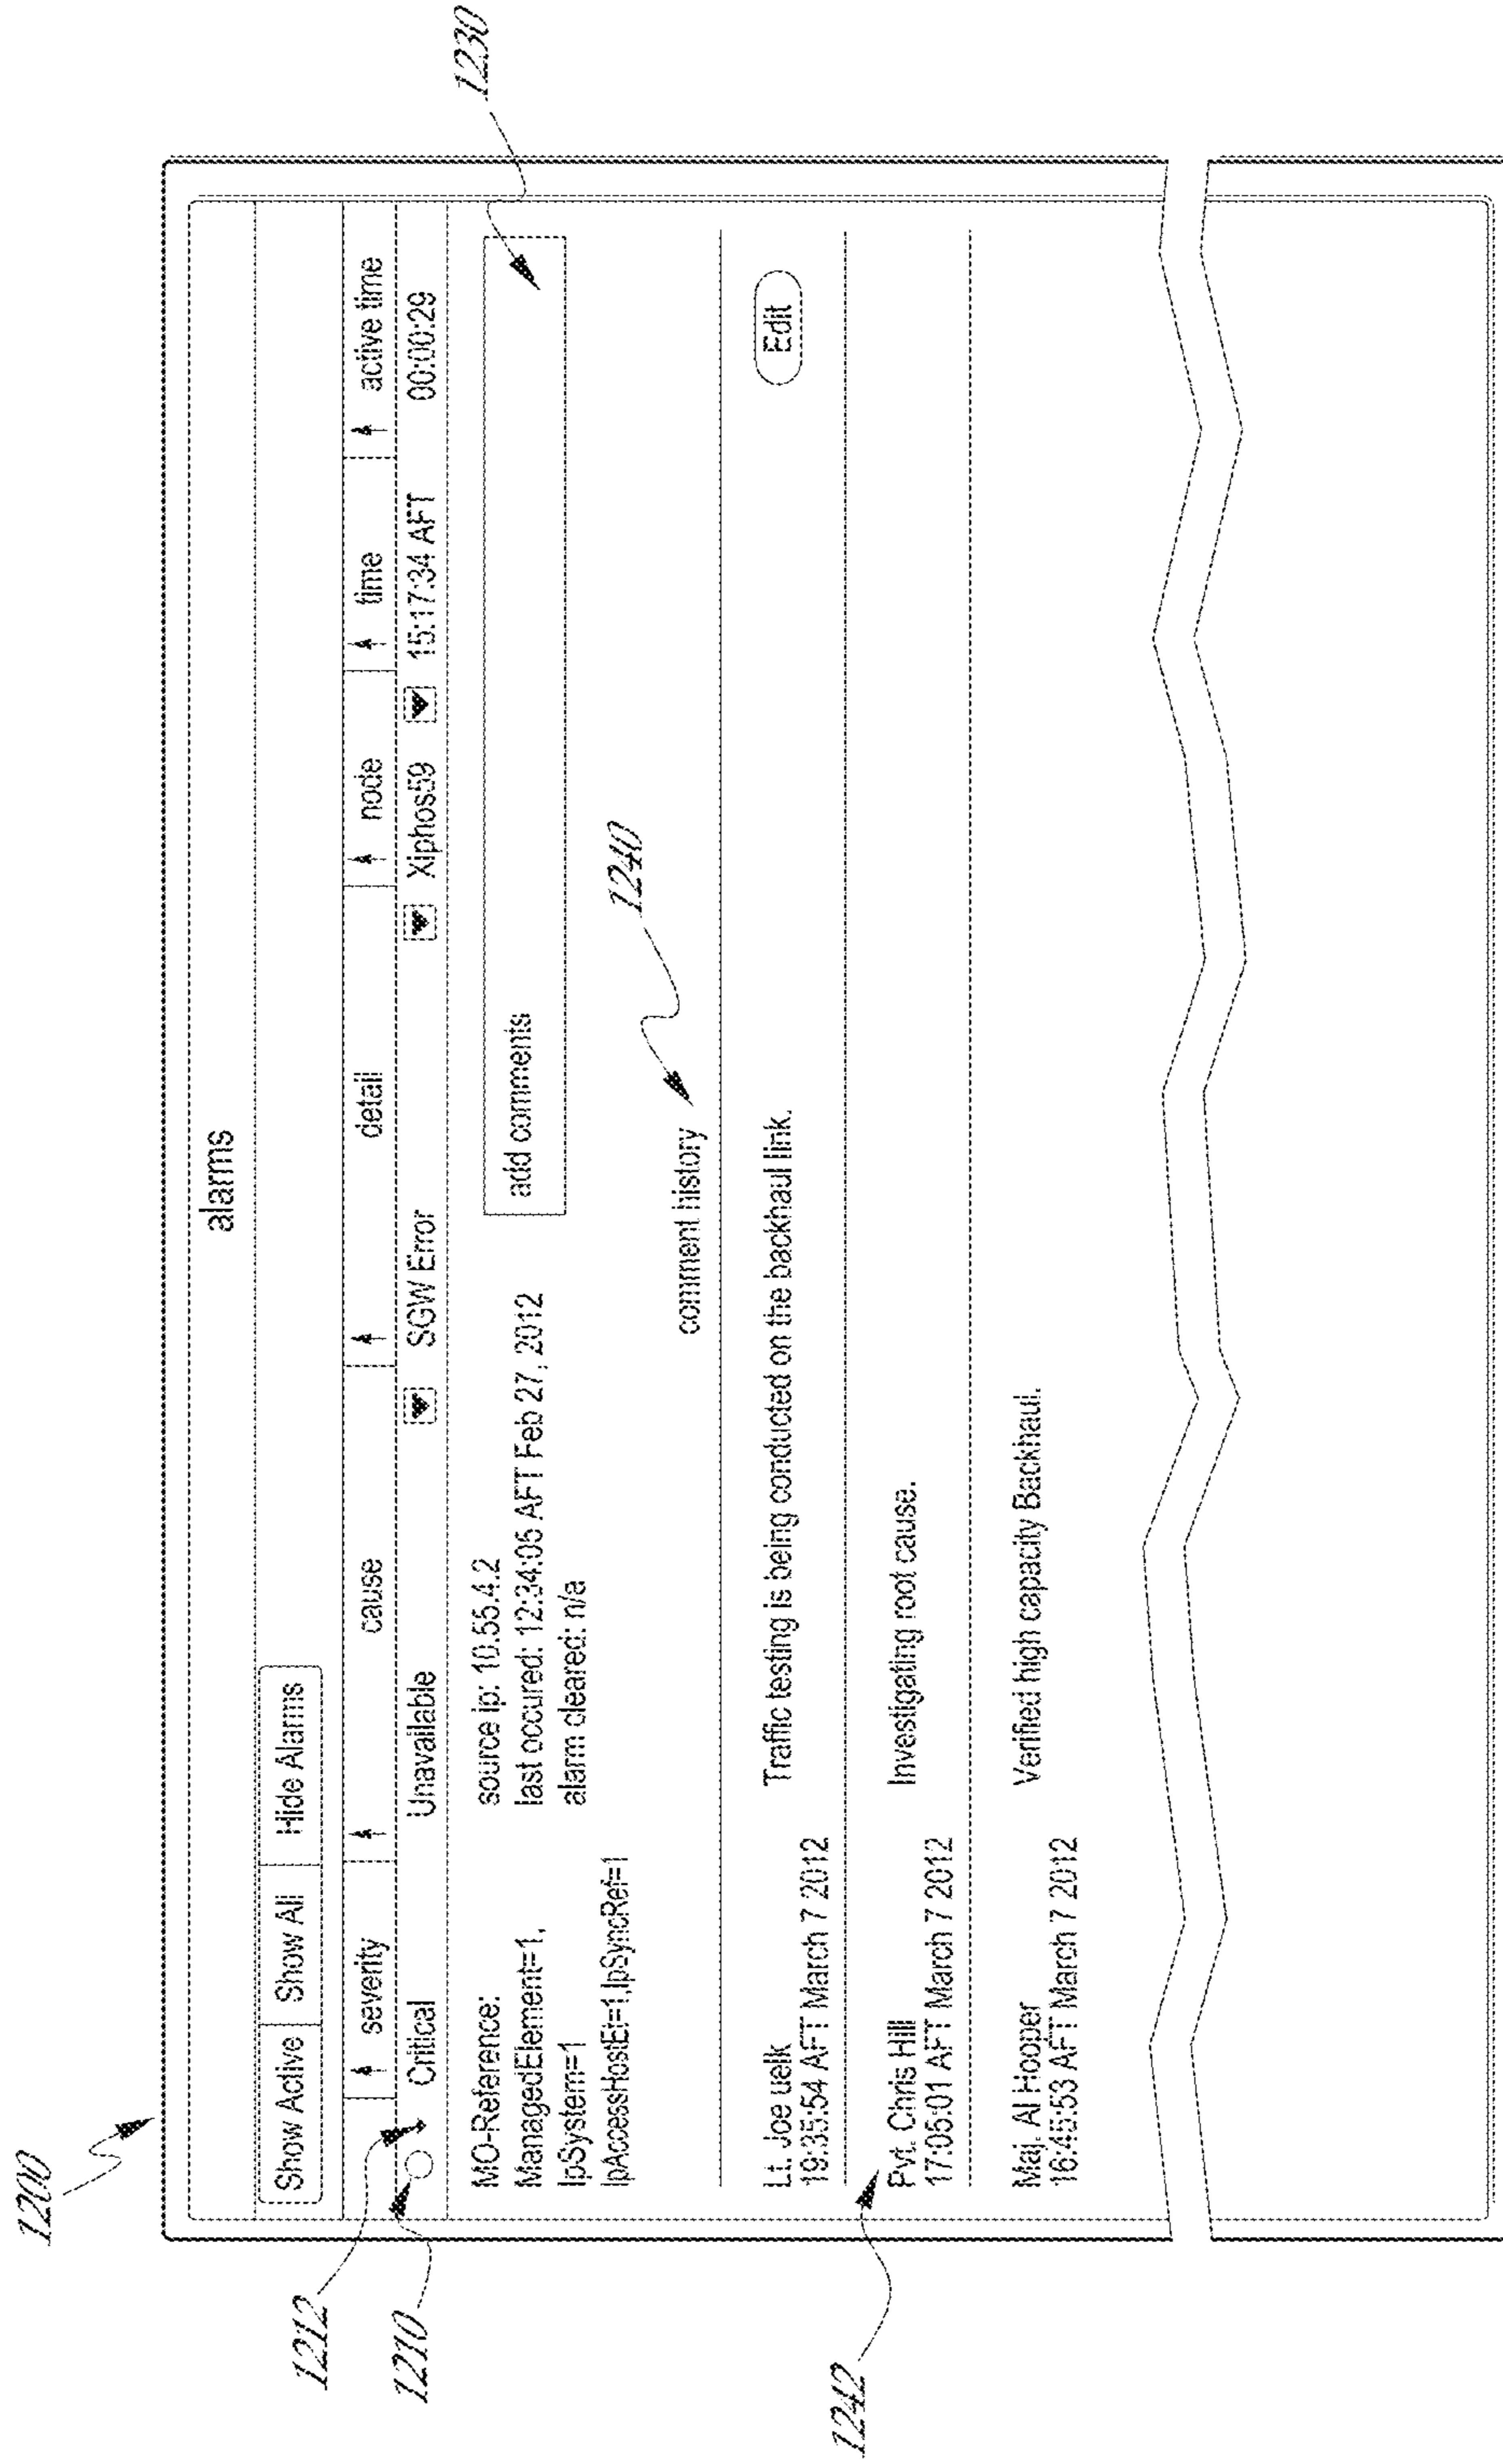 1200
alarms
Show Active Show All Hide Alarms
severity cause detail node time active time
1212
1210
Critical Unavailable SGW Error Xiphos59 15:17:34 AFT 00:00:29
MO-Reference:
ManagedElement=1,
IpSystem=1
IpAccessHostEt=1,IpSyncRef=1
source ip: 10.55.4.2
last occured: 12:34:05 AFT Feb 27, 2012
alarm cleared: n/a
add comments
1230
comment history
1240
Lt. Joe uelk
19:35:54 AFT March 7 2012
Traffic testing is being conducted on the backhaul link.
Edit
1242
Pvt. Chris Hill
17:05:01 AFT March 7 2012
Investigating root cause.
Maj. Al Hooper
16:45:53 AFT March 7 2012
Verified high capacity Backhaul.